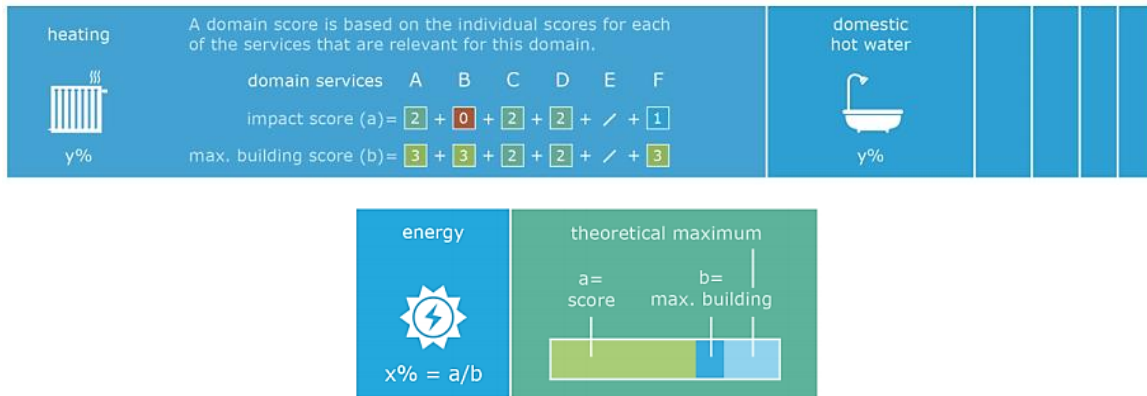 heating
A domain score is based on the individual scores for each
of the services that are relevant for this domain.
domain services A B C D E F
impact score (a)= 2 + 0 + 2 + 2 + / + 1
max. building score (b)= 3 + 3 + 2 + 2 + / + 3
y%
domestic
hot water
y%
energy
x% = a/b
theoretical maximum
a=
score
b=
max. building